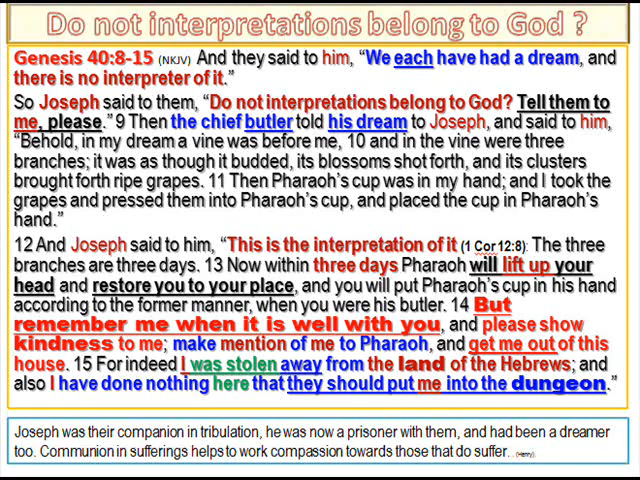 Do not interpretations belong to God ?
Genesis 40:8-15 (NKJV) And they said to him, “We each have had a dream, and
there is no interpreter of it.”
So Joseph said to them, “Do not interpretations belong to God? Tell them to
me, please.” 9 Then the chief butler told his dream to Joseph, and said to him,
“Behold, in my dream a vine was before me, 10 and in the vine were three
branches; it was as though it budded, its blossoms shot forth, and its clusters
brought forth ripe grapes. 11 Then Pharaoh’s cup was in my hand; and I took the
grapes and pressed them into Pharaoh’s cup, and placed the cup in Pharaoh’s
hand.”
12 And Joseph said to him, “This is the interpretation of it (1 Cor 12:8): The three
branches are three days. 13 Now within three days Pharaoh will lift up your
head and restore you to your place, and you will put Pharaoh’s cup in his hand
according to the former manner, when you were his butler. 14 But
remember me when it is well with you, and please show
kindness to me; make mention of me to Pharaoh, and get me out of this
house. 15 For indeed I was stolen away from the land of the Hebrews; and
also I have done nothing here that they should put me into the dungeon.”
Joseph was their companion in tribulation, he was now a prisoner with them, and had been a dreamer
too. Communion in sufferings helps to work compassion towards those that do suffer.. (Henry).